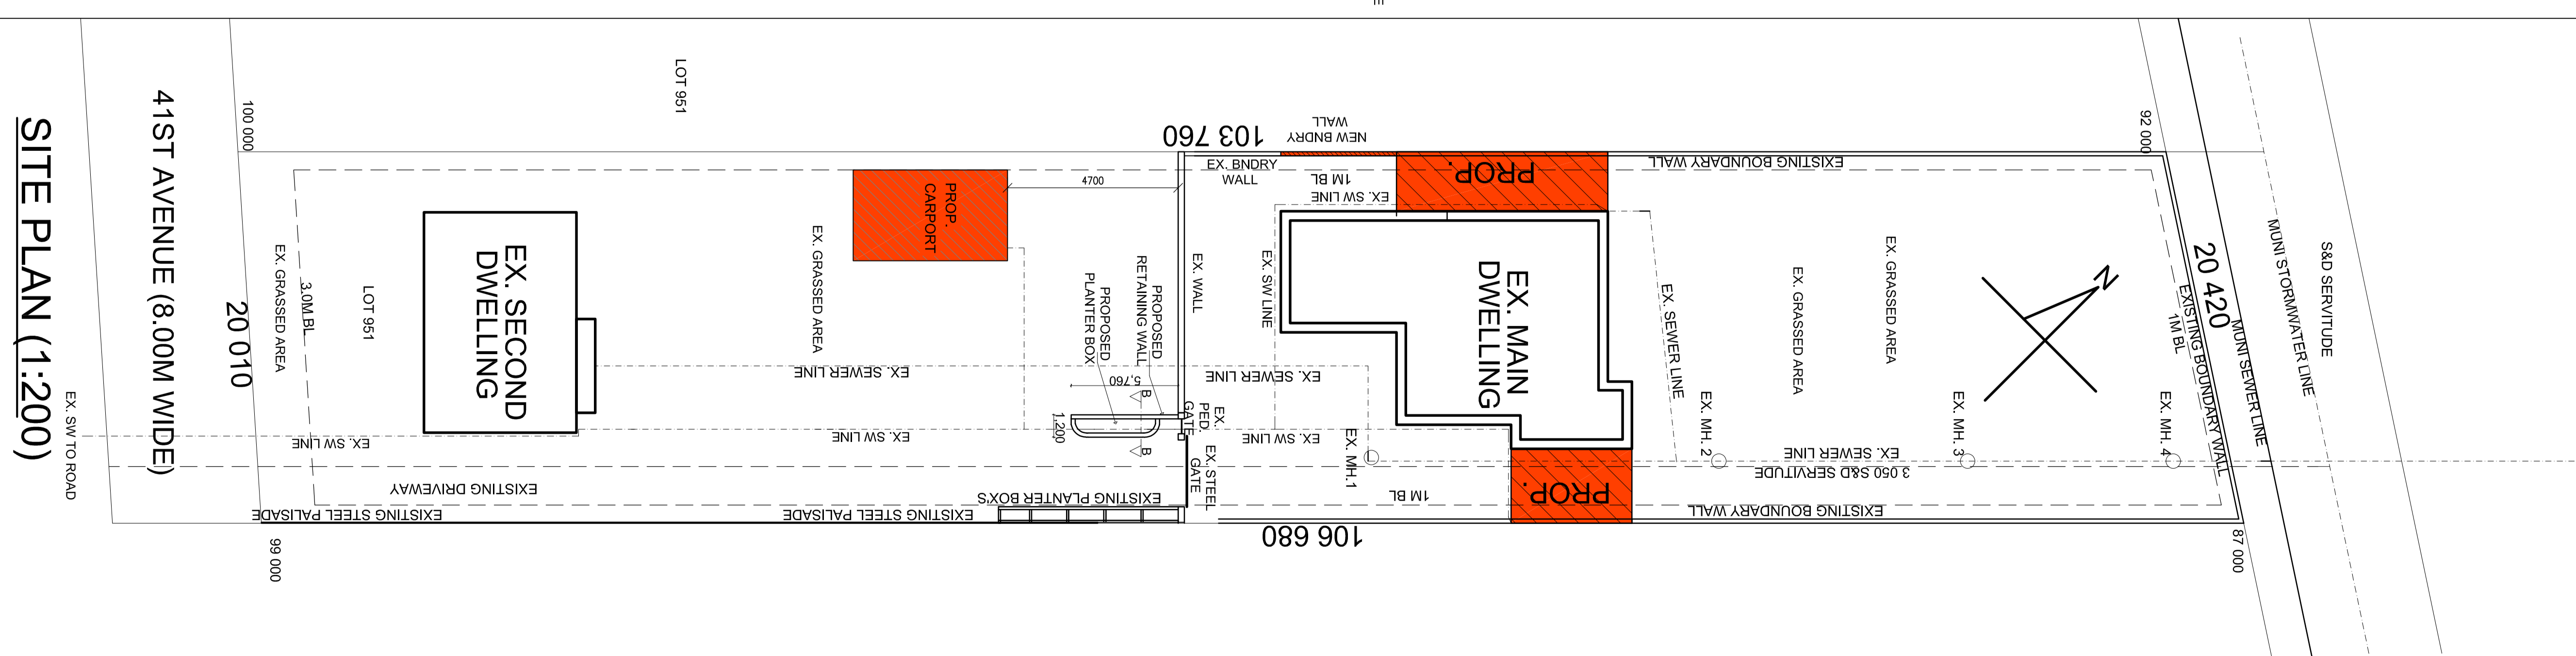 SITE PLAN (1:200)
EX. SW TO ROAD
41ST AVENUE (8.00M WIDE)
100 000
20 010
99 000
LOT 951
EX. GRASSED AREA
3.0M BL
LOT 951
EX. SECOND
DWELLING
EX. SW LINE
EXISTING DRIVEWAY
EXISTING STEEL PALISADE
EX. GRASSED AREA
PROP.
CARPORT
4700
EX. SEWER LINE
EX. SW LINE
EXISTING STEEL PALISADE
EXISTING PLANTER BOX'S
PROPOSED
PLANTER BOX
PROPOSED
RETAINING WALL
5,760
1,200
B
B
EX. WALL
EX.
PED.
GATE
EX. STEEL
GATE
103 760
NEW BNDRY
WALL
EX. BNDRY
WALL
1M BL
EX. SW LINE
EX. SW LINE
EX. SEWER LINE
EX. SW LINE
EX. MH.1
1M BL
106 680
PROP.
EX. MAIN
DWELLING
PROP.
EXISTING BOUNDARY WALL
EX. SEWER LINE
EX. MH. 2
EX. GRASSED AREA
EX. GRASSED AREA
EX. SEWER LINE
3 050 S&D SERVITUDE
EXISTING BOUNDARY WALL
EX. MH. 3
EX. MH. 4
N
92 000
20 420
EXISTING BOUNDARY WALL
1M BL
87 000
MUNI SEWER LINE
MUNI STORMWATER LINE
S&D SERVITUDE